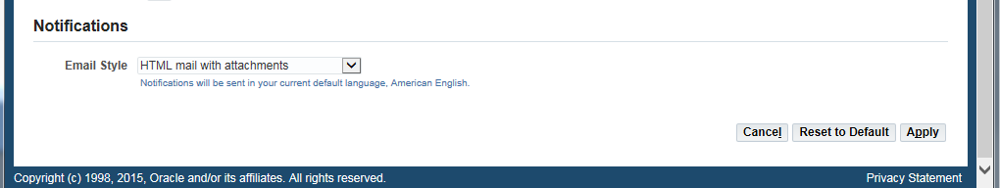 Notifications
Email Style HTML mail with attachments
Notifications will be sent in your current default language, American English.
Cancel Reset to Default Apply
Copyright (c) 1998, 2015, Oracle and/or its affiliates. All rights reserved. Privacy Statement